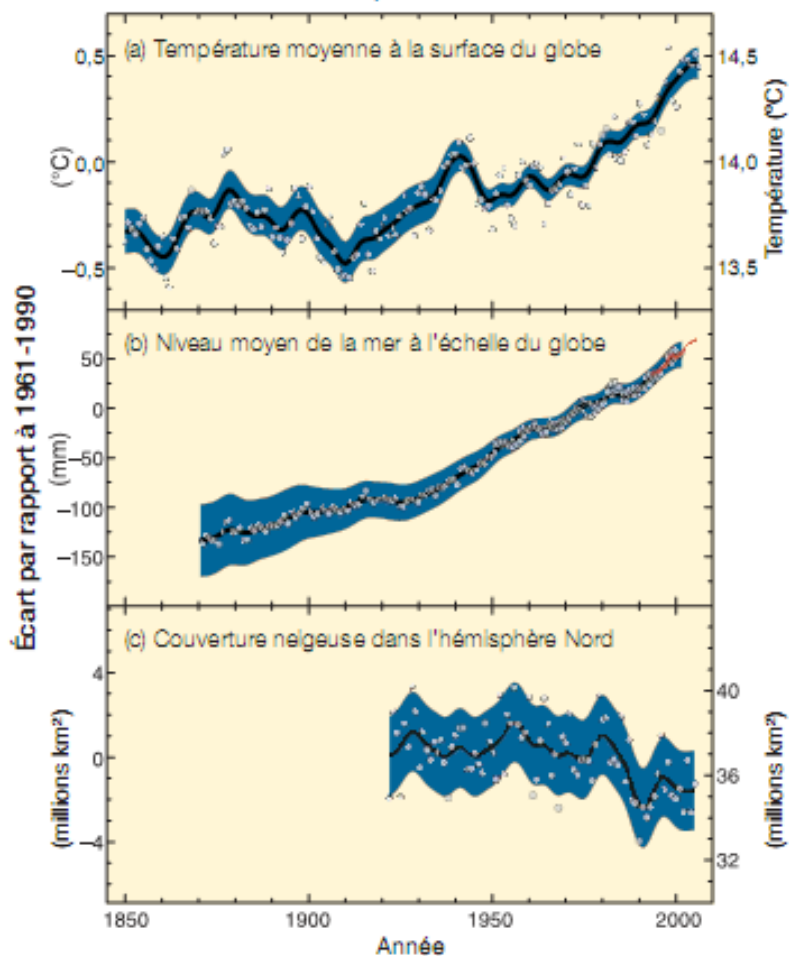 (a) Température moyenne à la surface du globe
0,5
0,0
−0,5
(°C)
14,5
14,0
13,5
Température (°C)
Écart par rapport à 1961-1990
(b) Niveau moyen de la mer à l'échelle du globe
50
0
−50
−100
−150
(mm)
(c) Couverture neigeuse dans l'hémisphère Nord
4
0
−4
(millions km²)
40
36
32
(millions km²)
1850
1900
1950
2000
Année